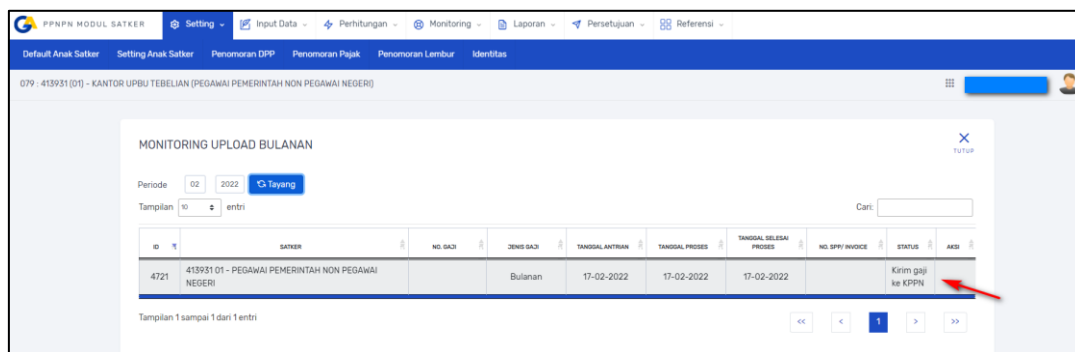 PPNPN MODUL SATKER Setting Input Data Perhitungan Monitoring Laporan Persetujuan Referensi
Default Anak Satker Setting Anak Satker Penomoran DPP Penomoran Pajak Penomoran Lembur Identitas
079 : 413931 (01) - KANTOR UPBU TEBELIAN (PEGAWAI PEMERINTAH NON PEGAWAI NEGERI)
MONITORING UPLOAD BULANAN
TUTUP
Periode 02 2022 Tayang
Tampilan 10 entri Cari:
ID SATKER NO. GAJI JENIS GAJI TANGGAL ANTRIAN TANGGAL PROSES TANGGAL SELESAI PROSES NO. SPP/ INVOICE STATUS AKSI
4721 413931 01 - PEGAWAI PEMERINTAH NON PEGAWAI NEGERI Bulanan 17-02-2022 17-02-2022 17-02-2022 Kirim gaji ke KPPN
Tampilan 1 sampai 1 dari 1 entri << < 1 > >>